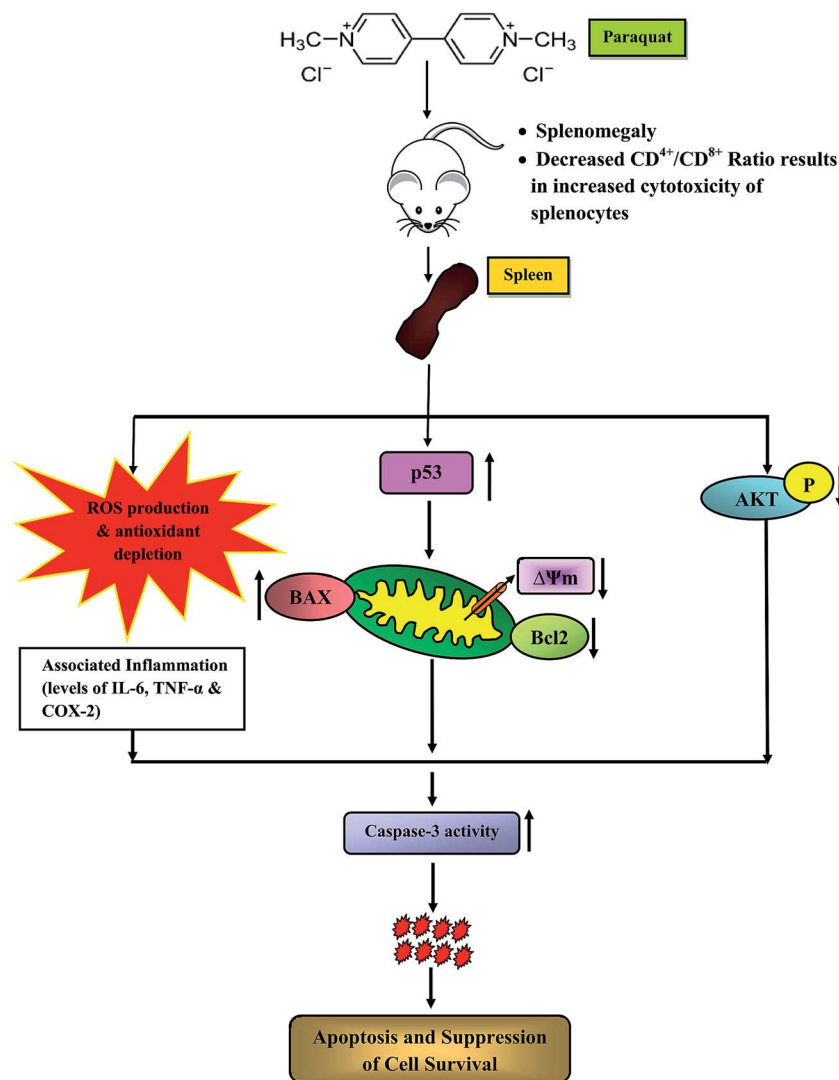 H₃C—N⁺ N⁺—CH₃
Cl⁻ Cl⁻
Paraquat
• Splenomegaly
• Decreased CD⁴⁺/CD⁸⁺ Ratio results
in increased cytotoxicity of
splenocytes
Spleen
ROS production
& antioxidant
depletion
p53
AKT
P
BAX
ΔΨm
Bcl2
Associated Inflammation
(levels of IL-6, TNF-α &
COX-2)
Caspase-3 activity
Apoptosis and Suppression
of Cell Survival